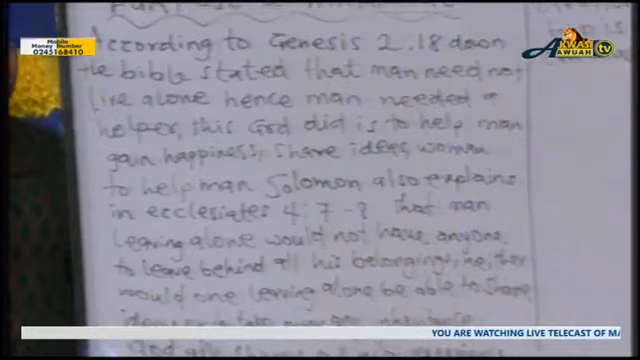 Mobile
Money Number
0245168410
AKWASI
AWUAH tv
According to Genesis 2.18 down
the bible stated that man need not
live alone hence man needed a
helper, this God did is to help man
gain happiness, share ideas, woman
to help man Solomon also explains
in ecclesiates 4:7-8 that man
leaving alone would not have anyone
to leave behind all his belongings, he, then
would one leaving alone be able to share
YOU ARE WATCHING LIVE TELECAST OF MA